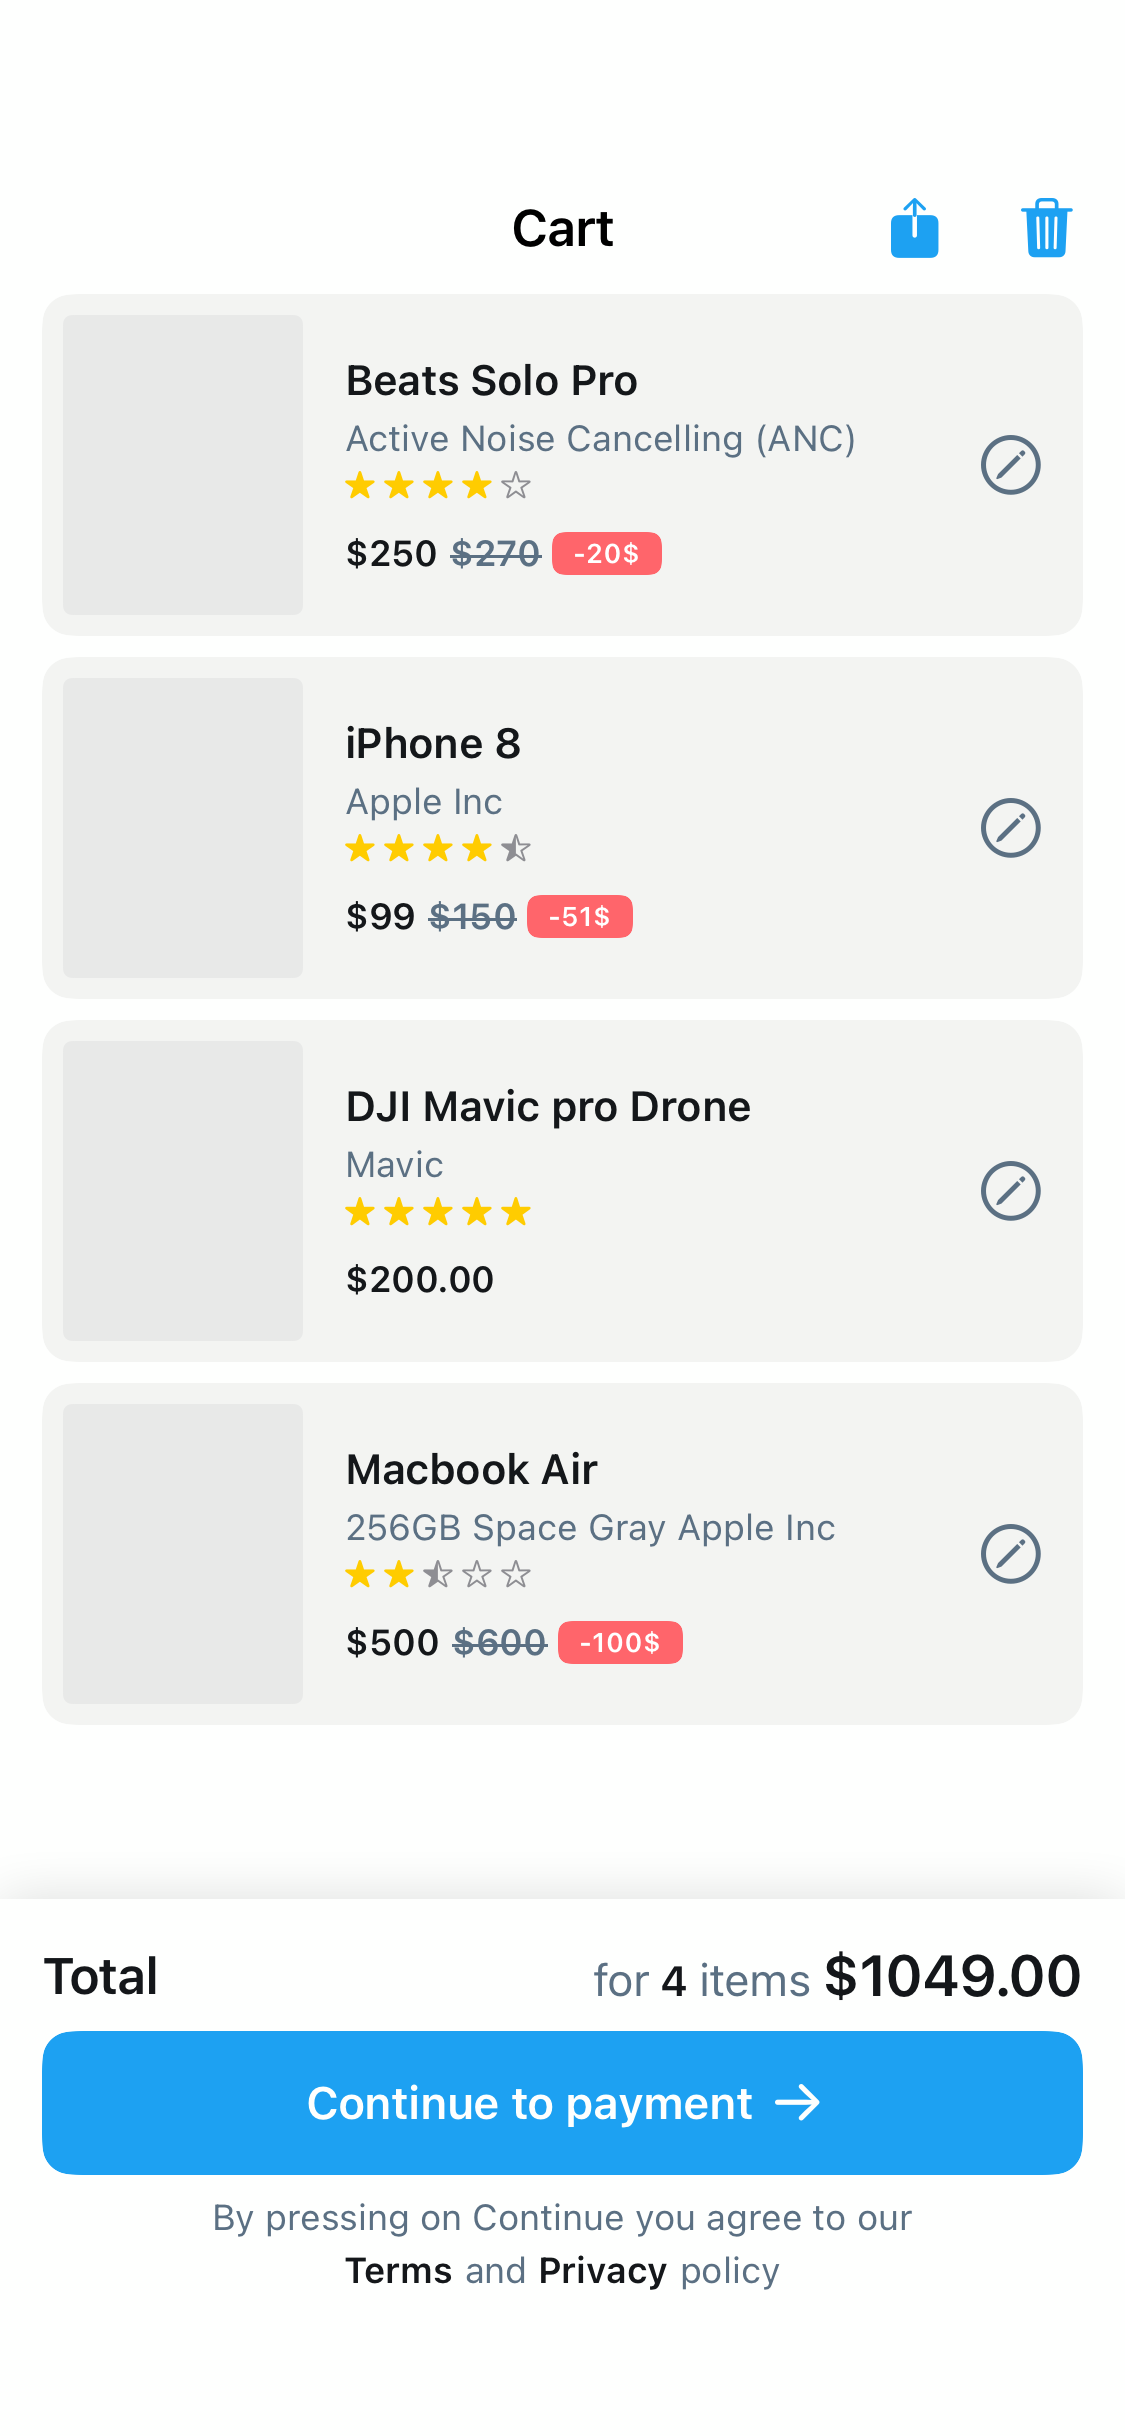 Cart
Beats Solo Pro
Active Noise Cancelling (ANC)
$250 $270 -20$
iPhone 8
Apple Inc
$99 $150 -51$
DJI Mavic pro Drone
Mavic
$200.00
Macbook Air
256GB Space Gray Apple Inc
$500 $600 -100$
Total for 4 items $1049.00
Continue to payment →
By pressing on Continue you agree to our
Terms and Privacy policy